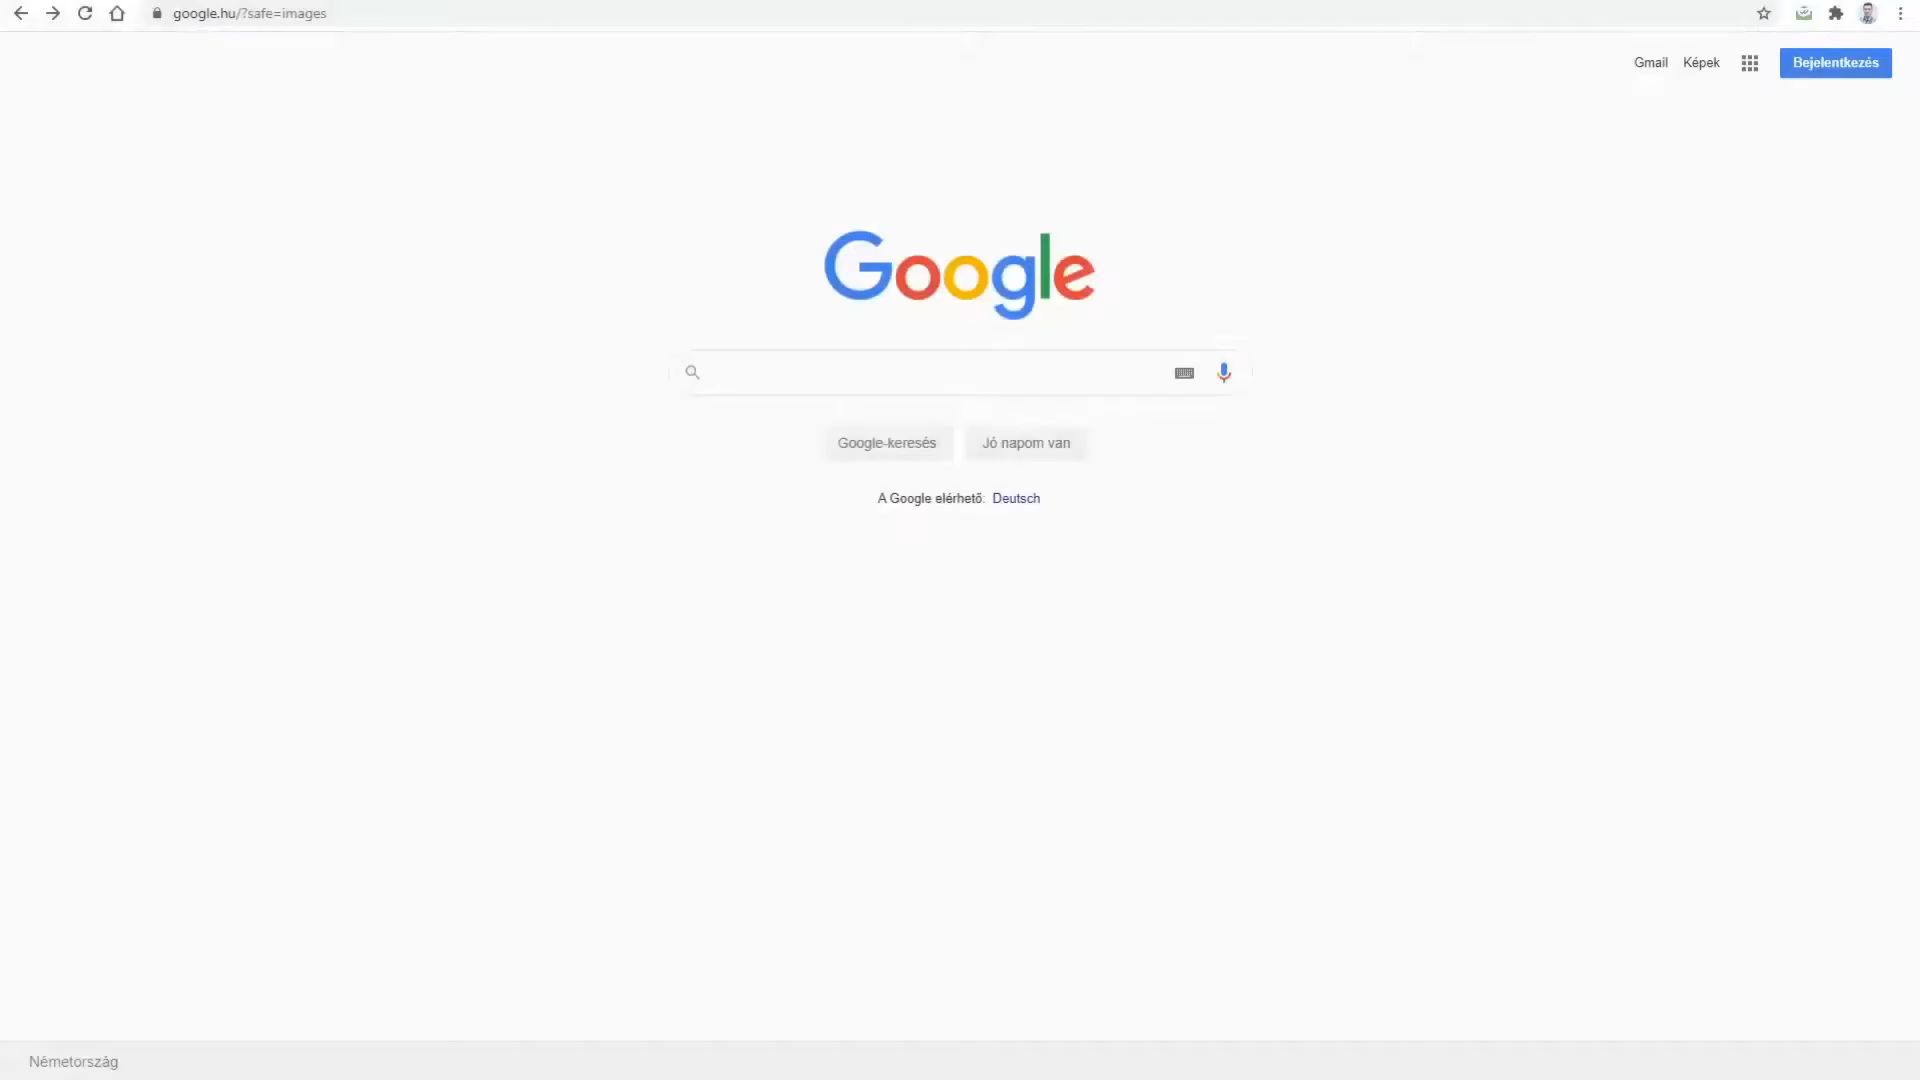 google.hu/?safe=images
Gmail Képek Bejelentkezés
Google
Google-keresés Jó napom van
A Google elérhető: Deutsch
Németország